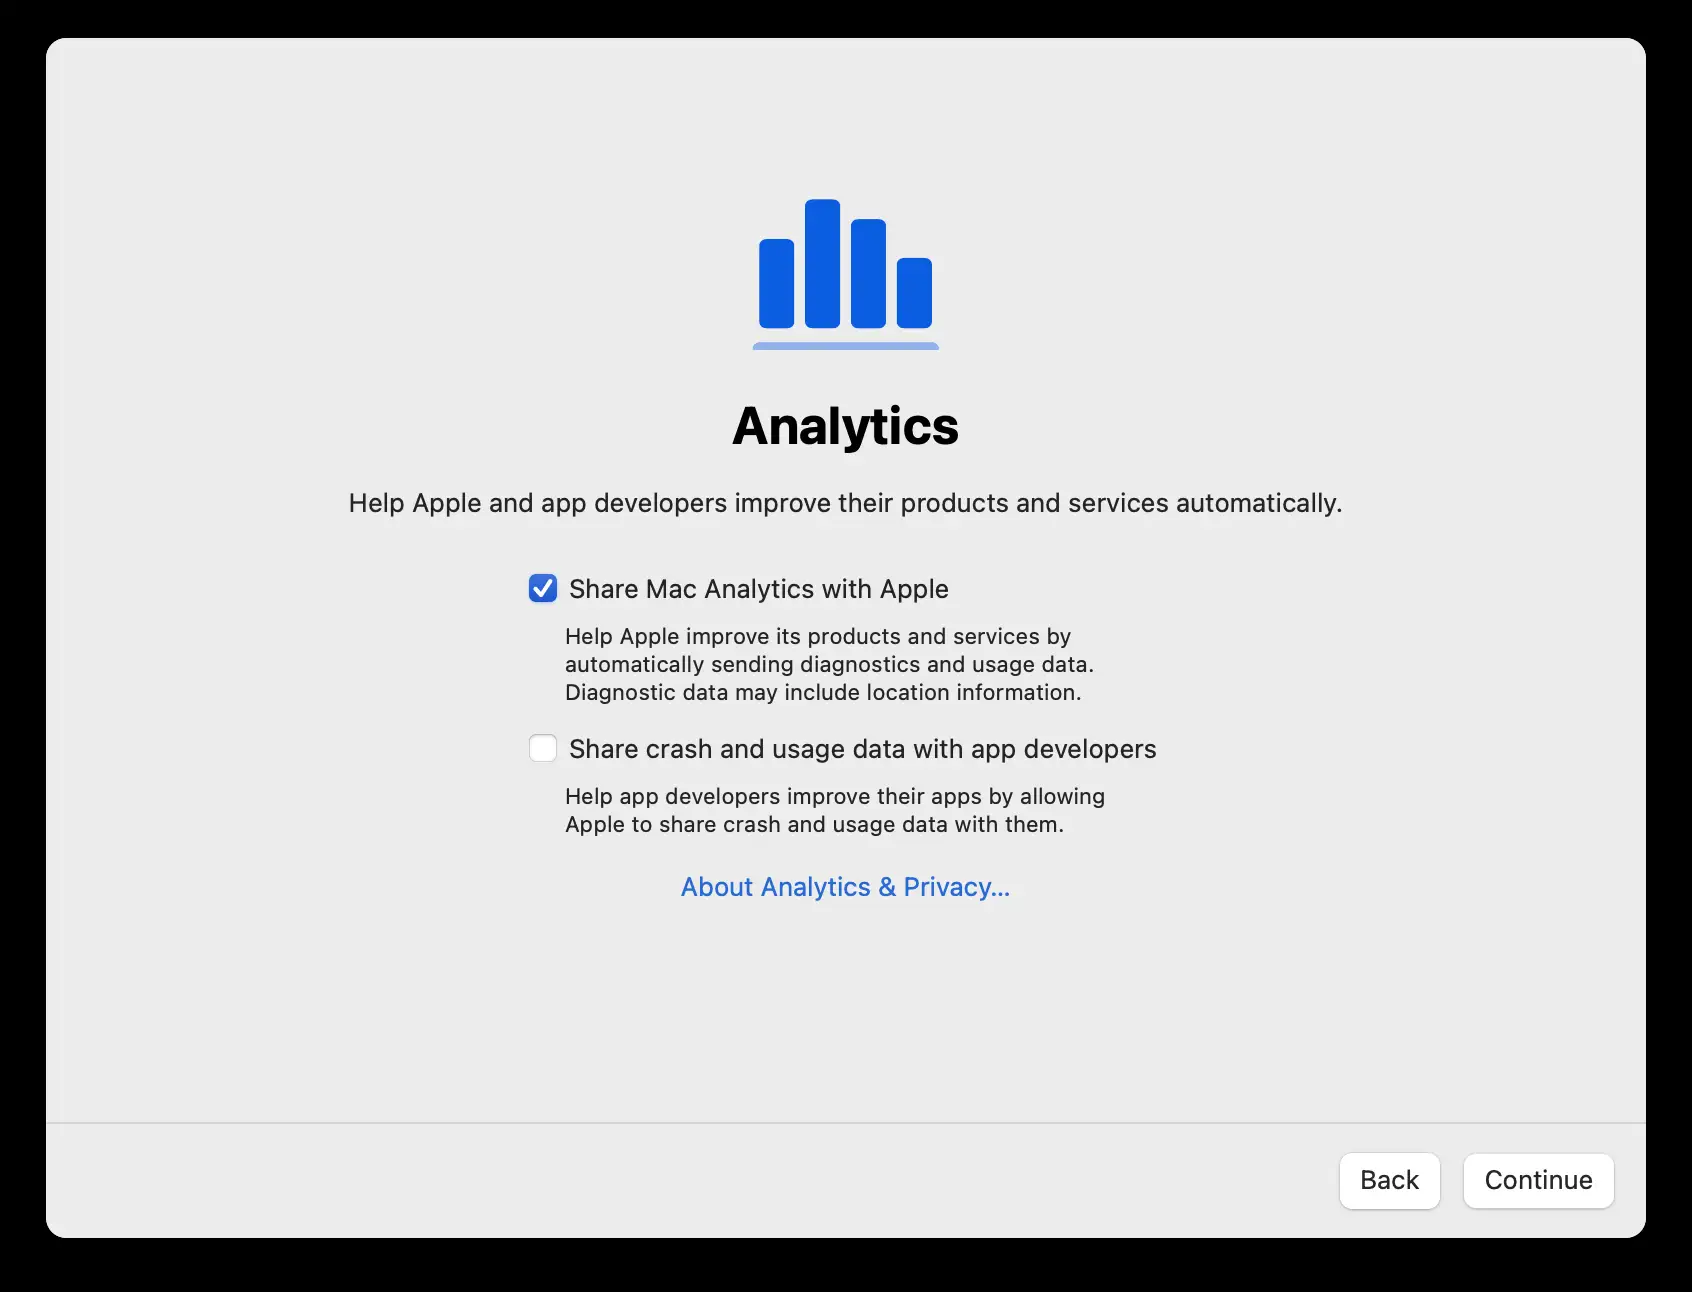 Analytics
Help Apple and app developers improve their products and services automatically.
Share Mac Analytics with Apple
Help Apple improve its products and services by
automatically sending diagnostics and usage data.
Diagnostic data may include location information.
Share crash and usage data with app developers
Help app developers improve their apps by allowing
Apple to share crash and usage data with them.
About Analytics & Privacy...
Back
Continue